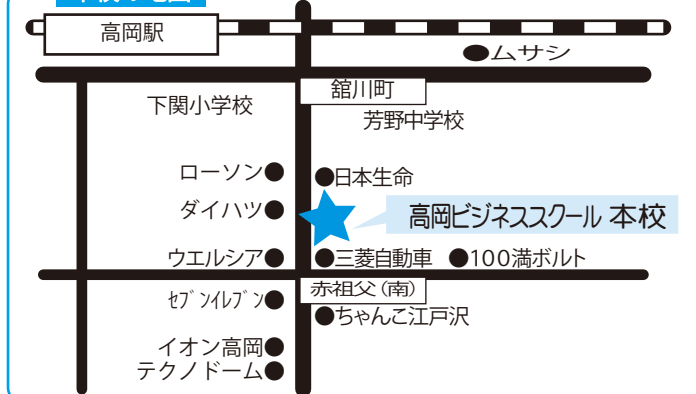 高岡駅
●ムサシ
舘川町
下関小学校
芳野中学校
ローソン●
●日本生命
ダイハツ●
高岡ビジネススクール 本校
ウエルシア●
●三菱自動車 ●100満ボルト
セブンイレブン●
赤祖父(南)
●ちゃんこ江戸沢
イオン高岡●
テクノドーム●